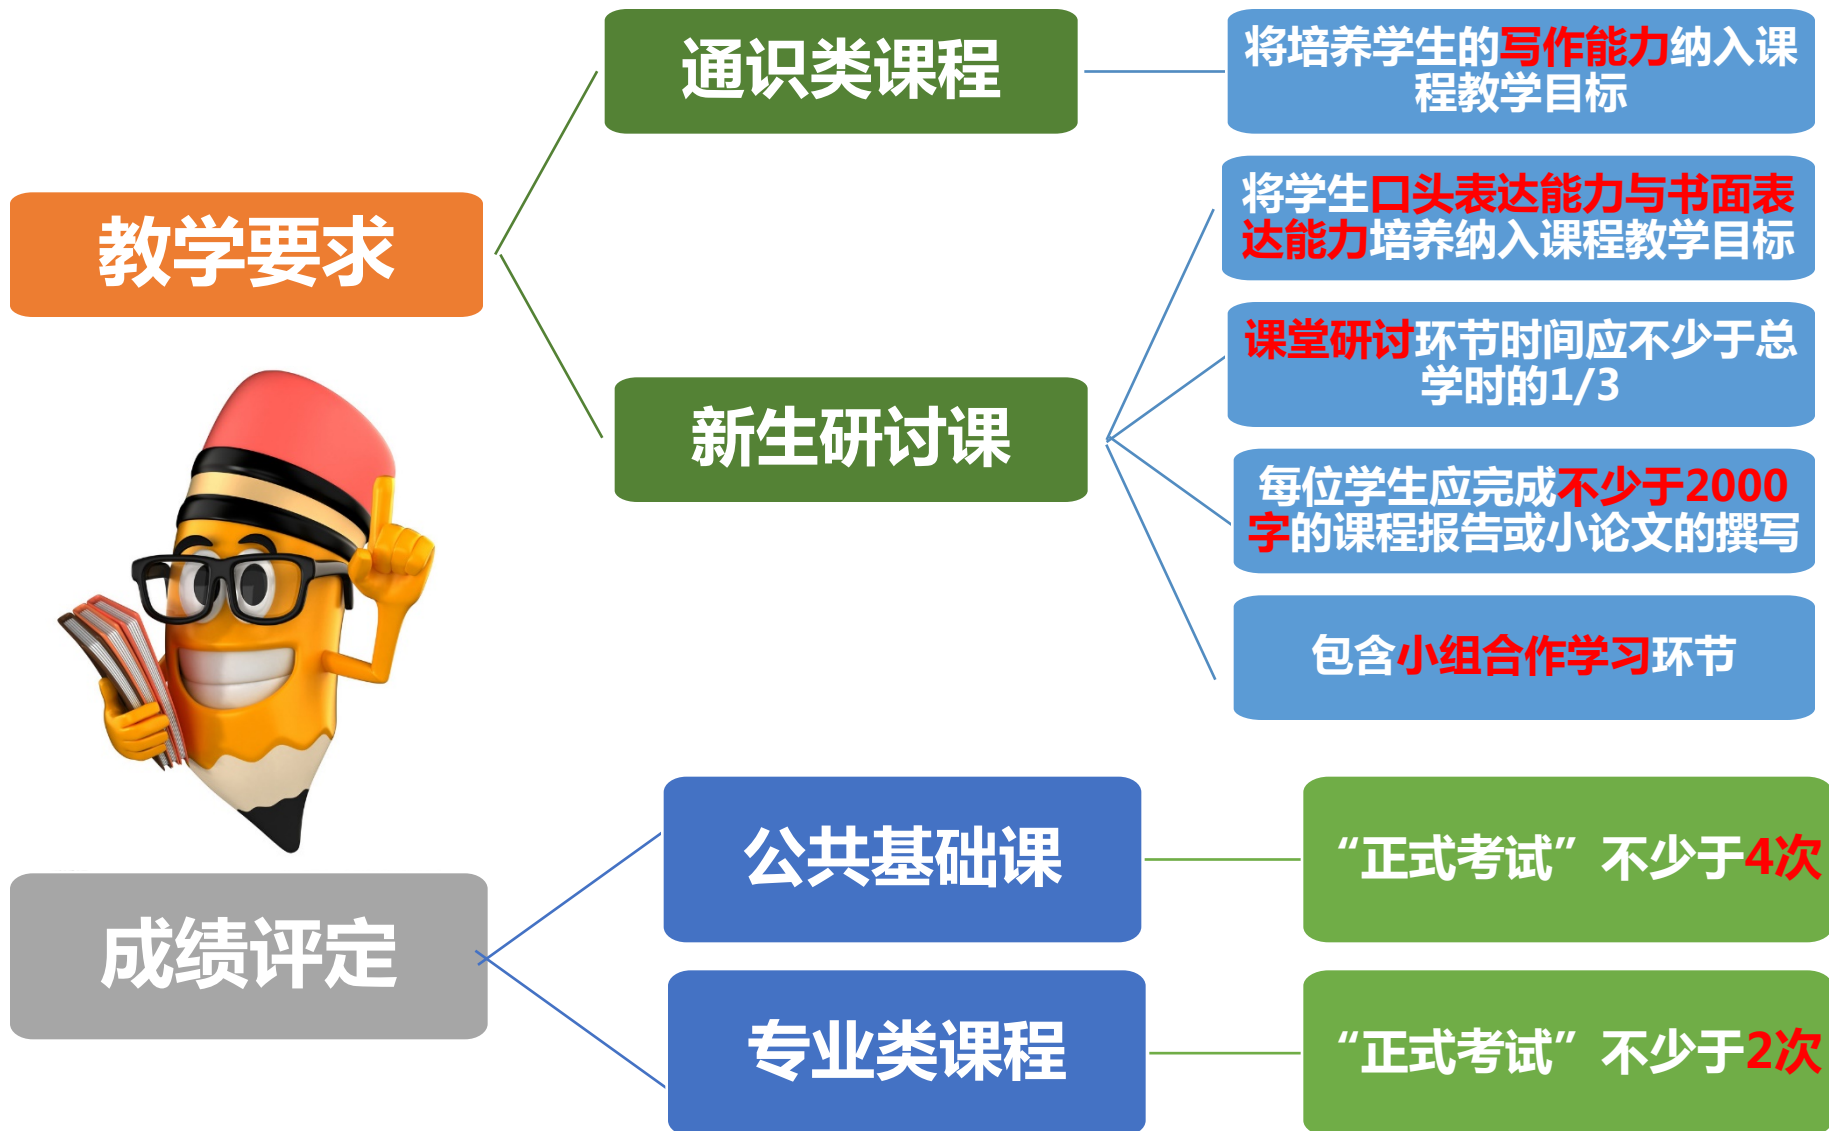 教学要求
通识类课程
将培养学生的写作能力纳入课
程教学目标
新生研讨课
将学生口头表达能力与书面表
达能力培养纳入课程教学目标
课堂研讨环节时间应不少于总
学时的1/3
每位学生应完成不少于2000
字的课程报告或小论文的撰写
包含小组合作学习环节
成绩评定
公共基础课
“正式考试”不少于4次
专业类课程
“正式考试”不少于2次